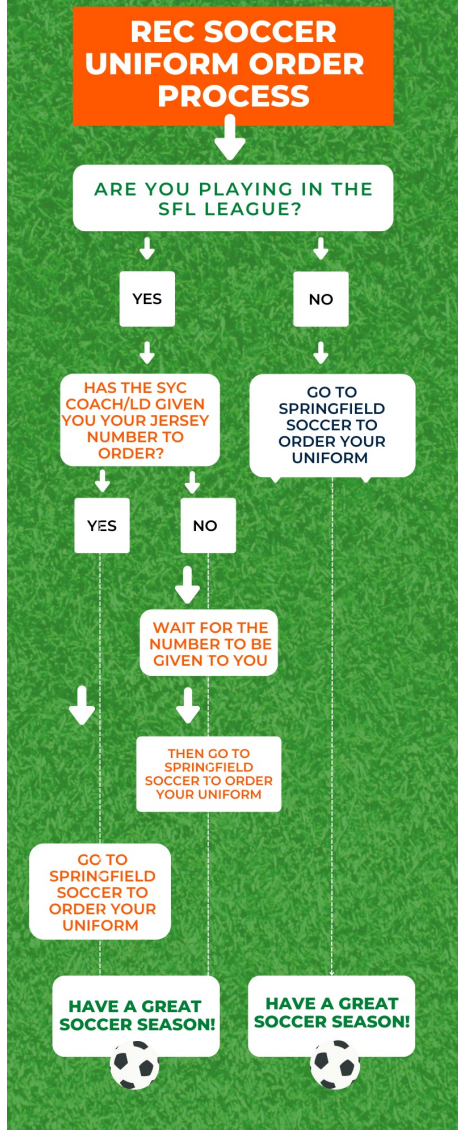 REC SOCCER
UNIFORM ORDER
PROCESS
ARE YOU PLAYING IN THE
SFL LEAGUE?
YES
NO
HAS THE SYC
COACH/LD GIVEN
YOU YOUR JERSEY
NUMBER TO
ORDER?
GO TO
SPRINGFIELD
SOCCER TO
ORDER YOUR
UNIFORM
YES
NO
WAIT FOR THE
NUMBER TO BE
GIVEN TO YOU
THEN GO TO
SPRINGFIELD
SOCCER TO ORDER
YOUR UNIFORM
GO TO
SPRINGFIELD
SOCCER TO
ORDER YOUR
UNIFORM
HAVE A GREAT
SOCCER SEASON!
HAVE A GREAT
SOCCER SEASON!